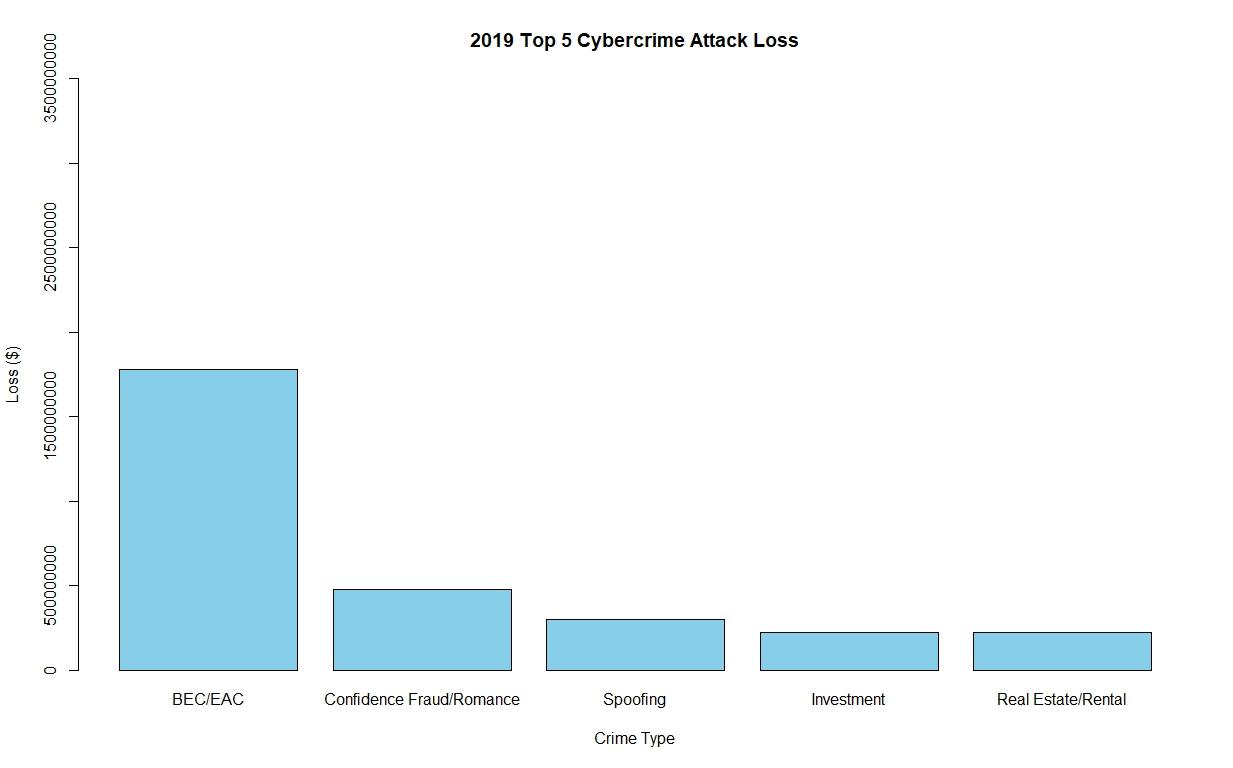 2019 Top 5 Cybercrime Attack Loss
3500000000
2500000000
1500000000
500000000
0
Loss ($)
BEC/EAC
Confidence Fraud/Romance
Spoofing
Investment
Real Estate/Rental
Crime Type